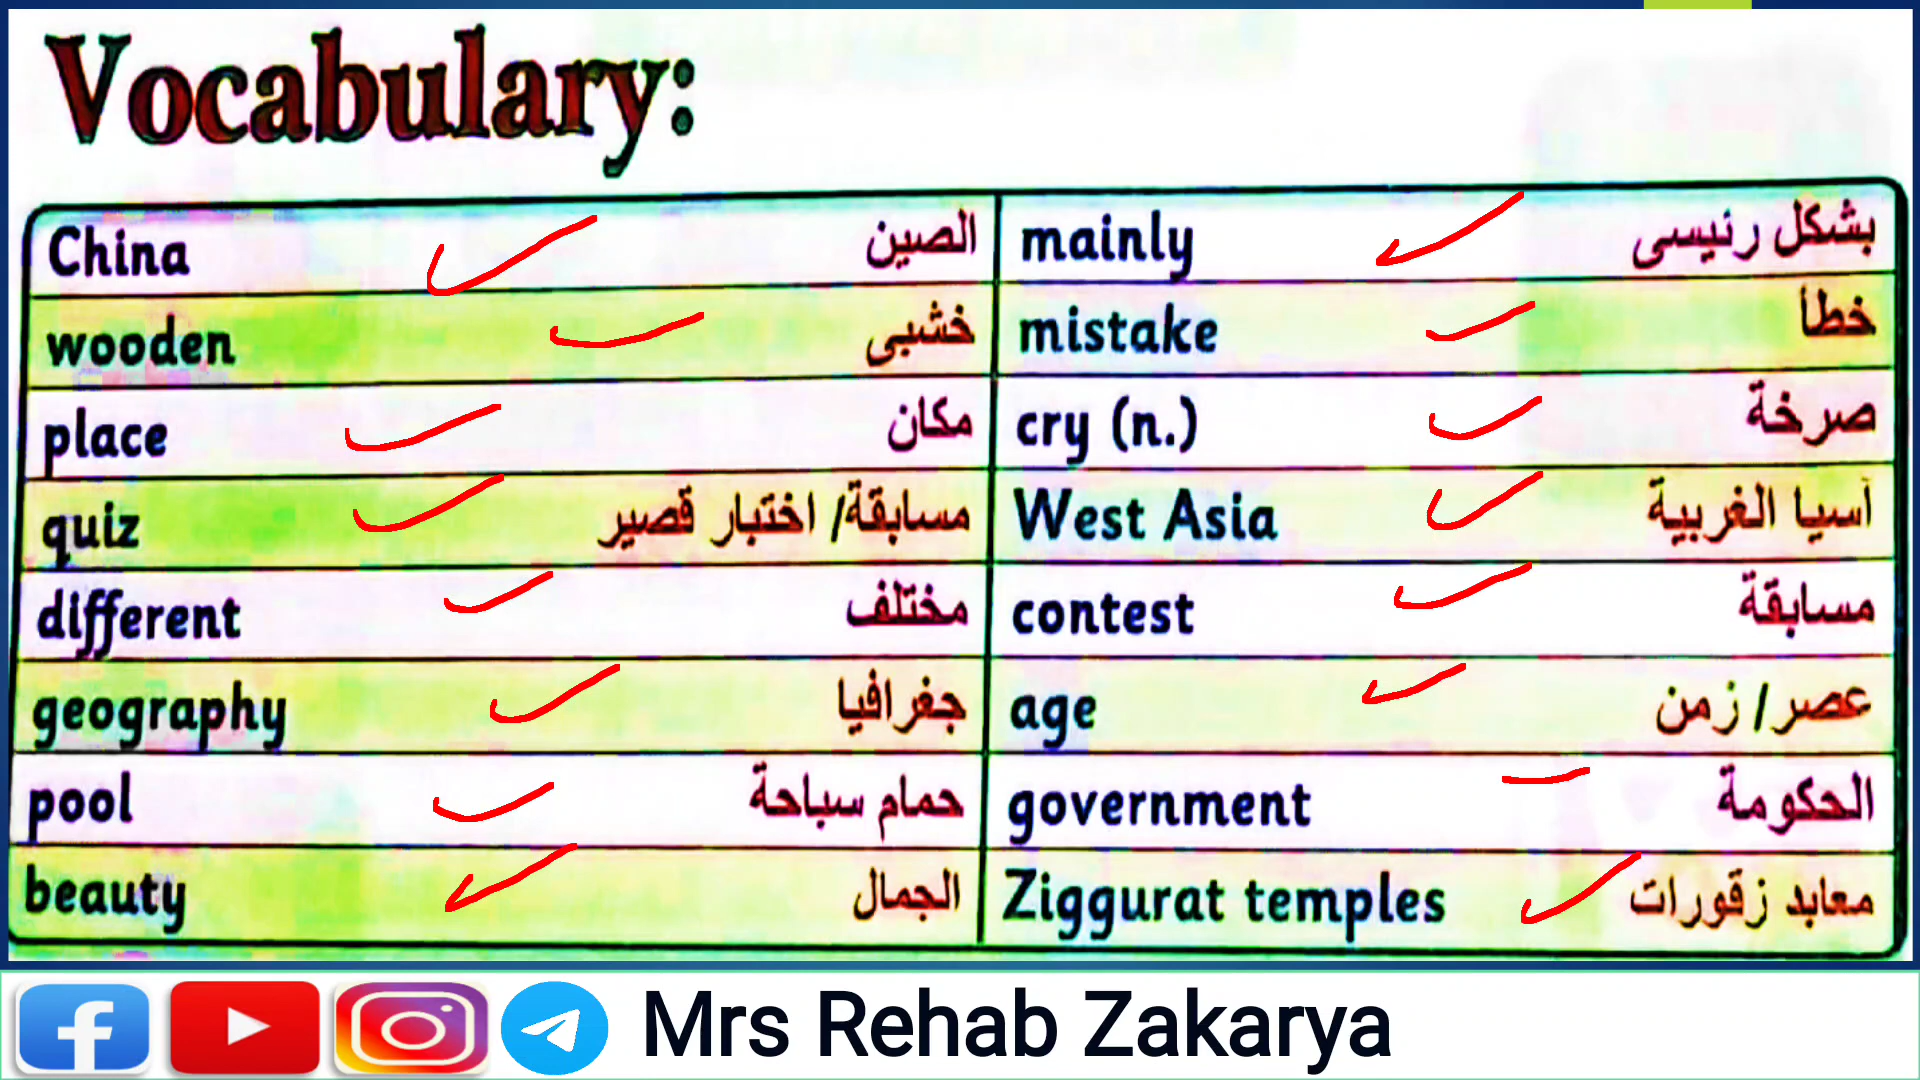 Vocabulary:
China الصين mainly بشكل رئيسى
wooden خشبى mistake خطأ
place مكان cry (n.) صرخة
quiz مسابقة/ اختبار قصير West Asia آسيا الغربية
different مختلف contest مسابقة
geography جغرافيا age عصر/ زمن
pool حمام سباحة government الحكومة
beauty الجمال Ziggurat temples معابد زقورات
Mrs Rehab Zakarya